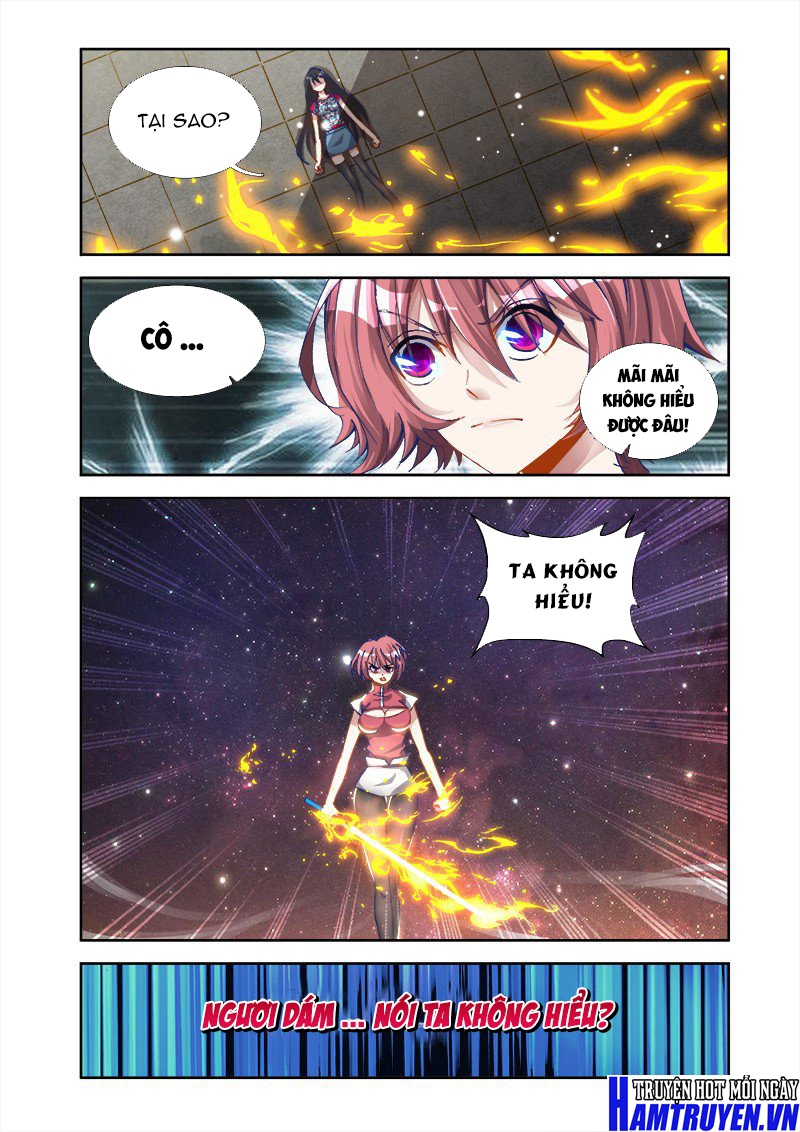 TẠI SAO?
CÔ ...
MÃI MÃI
KHÔNG HIỂU
ĐƯỢC ĐÂU!
TA KHÔNG
HIỂU!
NGƯƠI DÁM ... NÓI TA KHÔNG HIỂU?
TRUYỆN HOT MỖI NGÀY
HAMTRUYEN.VN